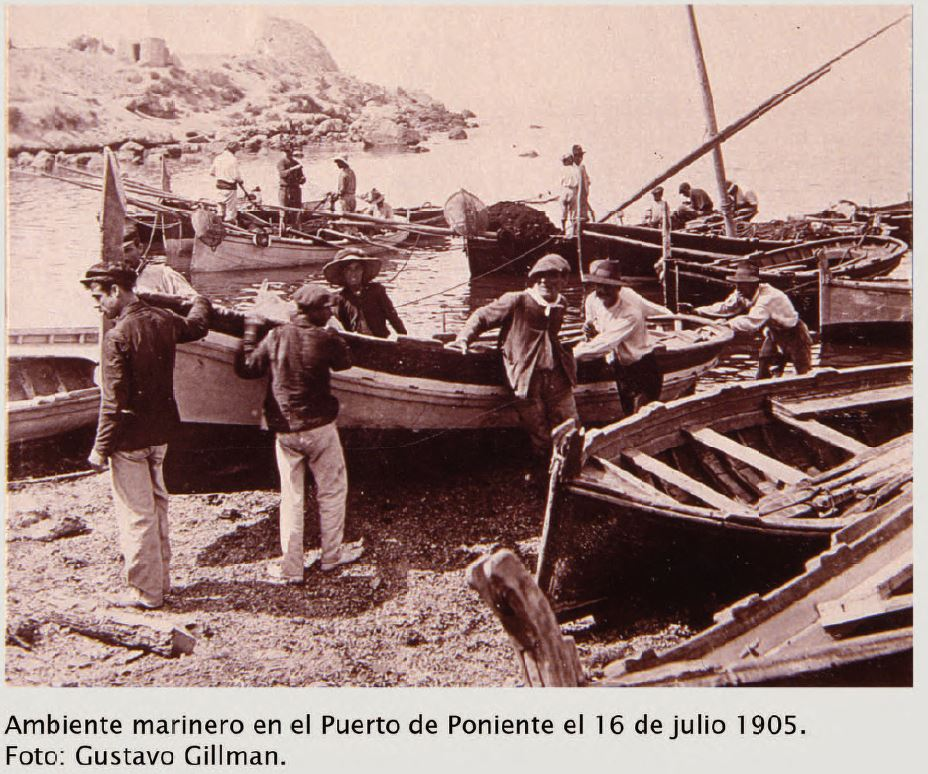 Ambiente marinero en el Puerto de Poniente el 16 de julio 1905.
Foto: Gustavo Gillman.